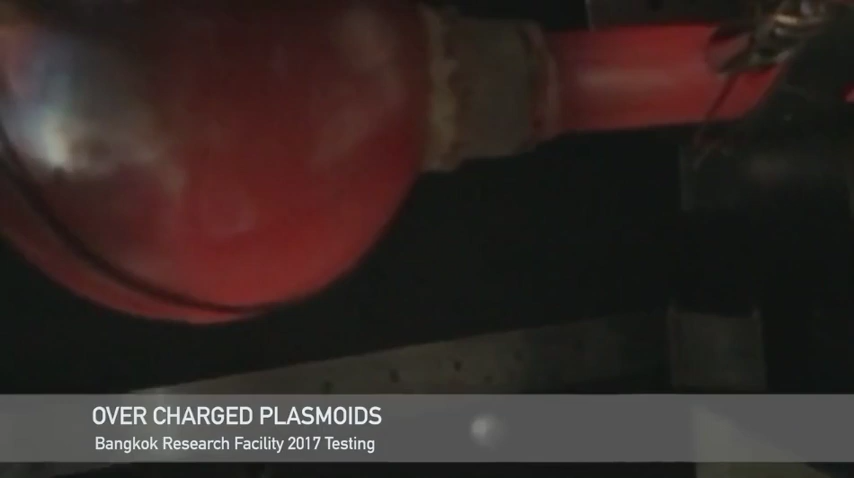 OVER CHARGED PLASMOIDS
Bangkok Research Facility 2017 Testing